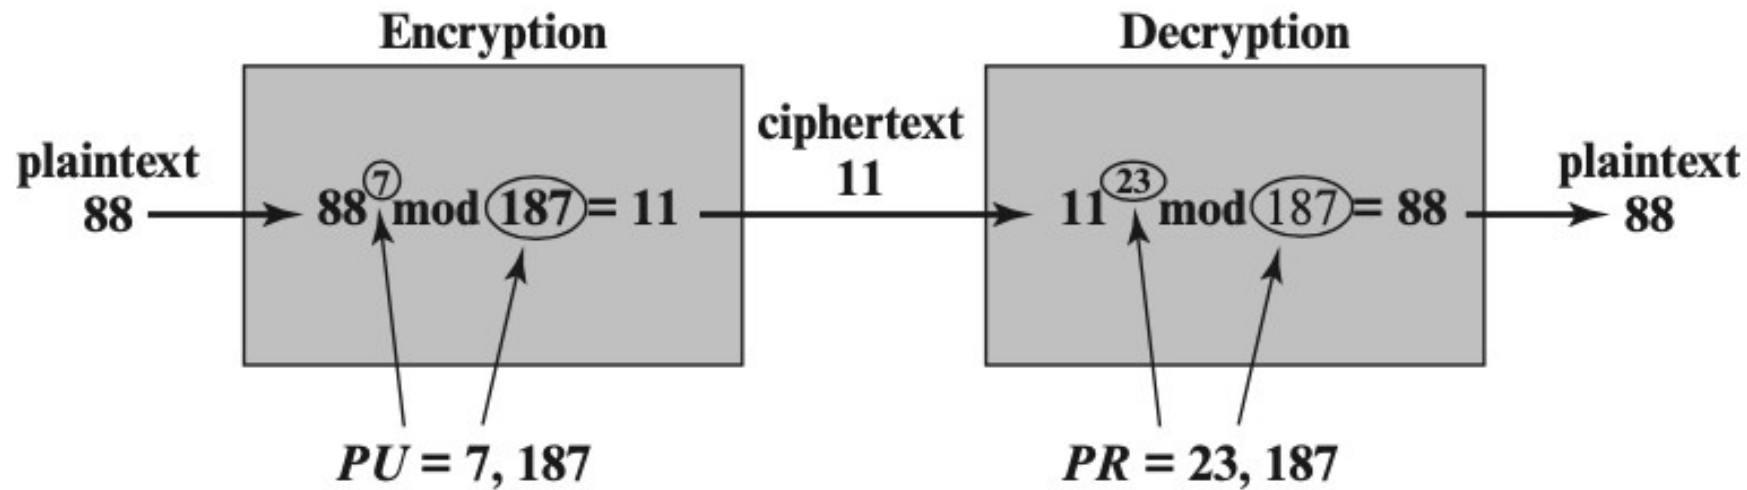 Encryption
Decryption
plaintext
88
88^7 mod 187 = 11
ciphertext
11
11^23 mod 187 = 88
plaintext
88
PU = 7, 187
PR = 23, 187